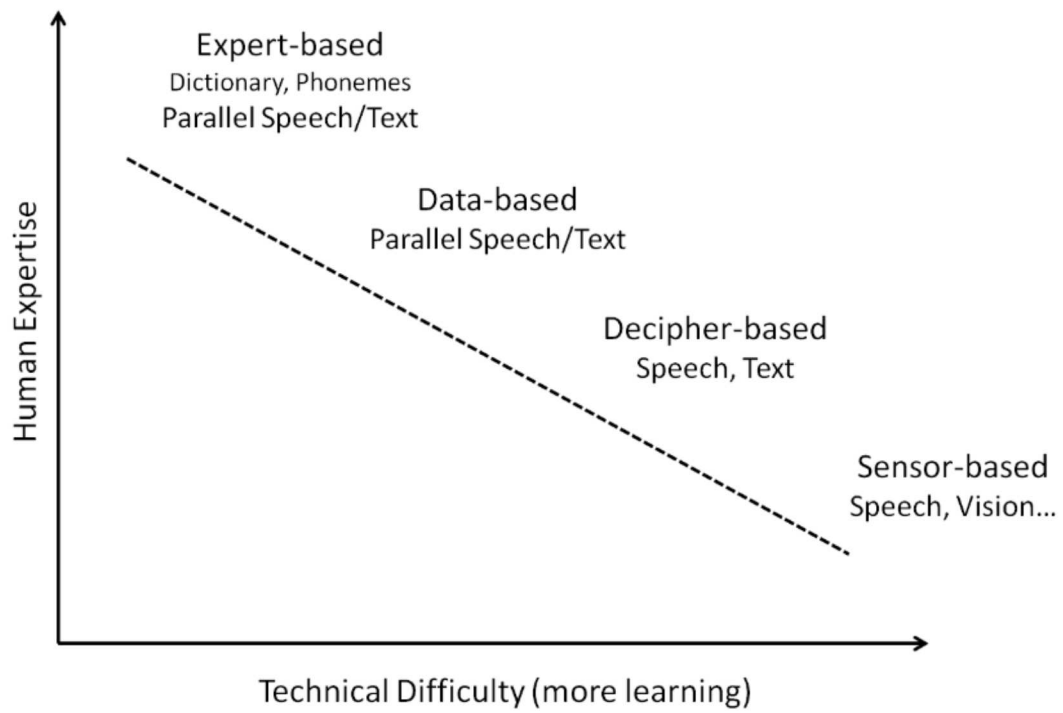 Expert-based
Dictionary, Phonemes
Parallel Speech/Text
Data-based
Parallel Speech/Text
Decipher-based
Speech, Text
Sensor-based
Speech, Vision...
Human Expertise
Technical Difficulty (more learning)